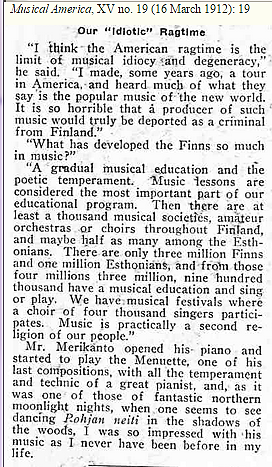 Musical America, XV no. 19 (16 March 1912): 19
Our "Idiotic" Ragtime
"I think the American ragtime is the
limit of musical idiocy and degeneracy,"
he said. "I made, some years ago, a tour
in America, and heard much of what they
say is the popular music of the new world.
It is so horrible that a producer of such
music would truly be deported as a criminal
from Finland."
"What has developed the Finns so much
in music?"
"A gradual musical education and the
poetic temperament. Music lessons are
considered the most important part of our
educational program. Then there are at
least a thousand musical societies, amateur
orchestras or choirs throughout Finland,
and maybe half as many among the Esth-
onians. There are only three million Finns
and one million Esthonians, and from those
four millions three million, nine hundred
thousand have a musical education and sing
or play. We have musical festivals where
a choir of four thousand singers partici-
pates. Music is practically a second re-
ligion of our people."
Mr. Merikanto opened his piano and
started to play the Menuette, one of his
last compositions, with all the temperament
and technic of a great pianist, and, as it
was one of those of fantastic northern
moonlight nights, when one seems to see
dancing Pohjan neiti in the shadows of
the woods, I was so impressed with his
music as I never have been before in my
life.